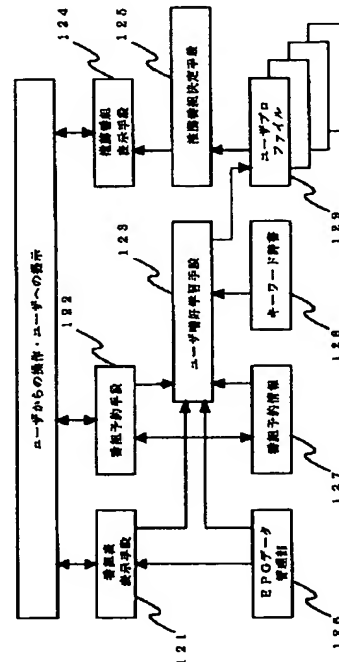 ユーザからの操作・ユーザへの指示
番組表
表示手段
121
番組予約手段
122
ユーザ嗜好学習手段
123
推薦番組
表示手段
124
推薦番組決定手段
125
EPGデータ
126
番組予約情報
127
キーワード辞書
128
ユーザプロ
ファイル
129